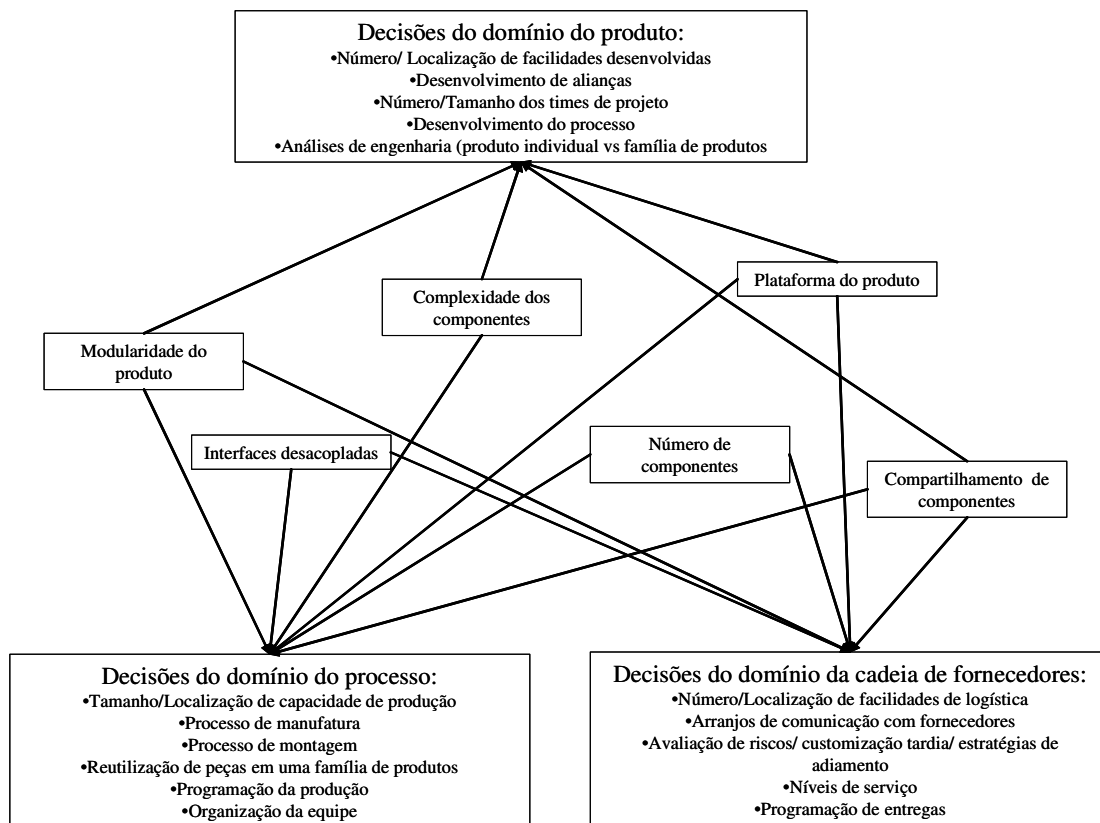 Decisões do domínio do produto:
•Número/ Localização de facilidades desenvolvidas
•Desenvolvimento de alianças
•Número/Tamanho dos times de projeto
•Desenvolvimento do processo
•Análises de engenharia (produto individual vs família de produtos
Complexidade dos
componentes
Plataforma do produto
Modularidade do
produto
Interfaces desacopladas
Número de
componentes
Compartilhamento de
componentes
Decisões do domínio do processo:
•Tamanho/Localização de capacidade de produção
•Processo de manufatura
•Processo de montagem
•Reutilização de peças em uma família de produtos
•Programação da produção
•Organização da equipe
Decisões do domínio da cadeia de fornecedores:
•Número/Localização de facilidades de logística
•Arranjos de comunicação com fornecedores
•Avaliação de riscos/ customização tardia/ estratégias de
adiamento
•Níveis de serviço
•Programação de entregas